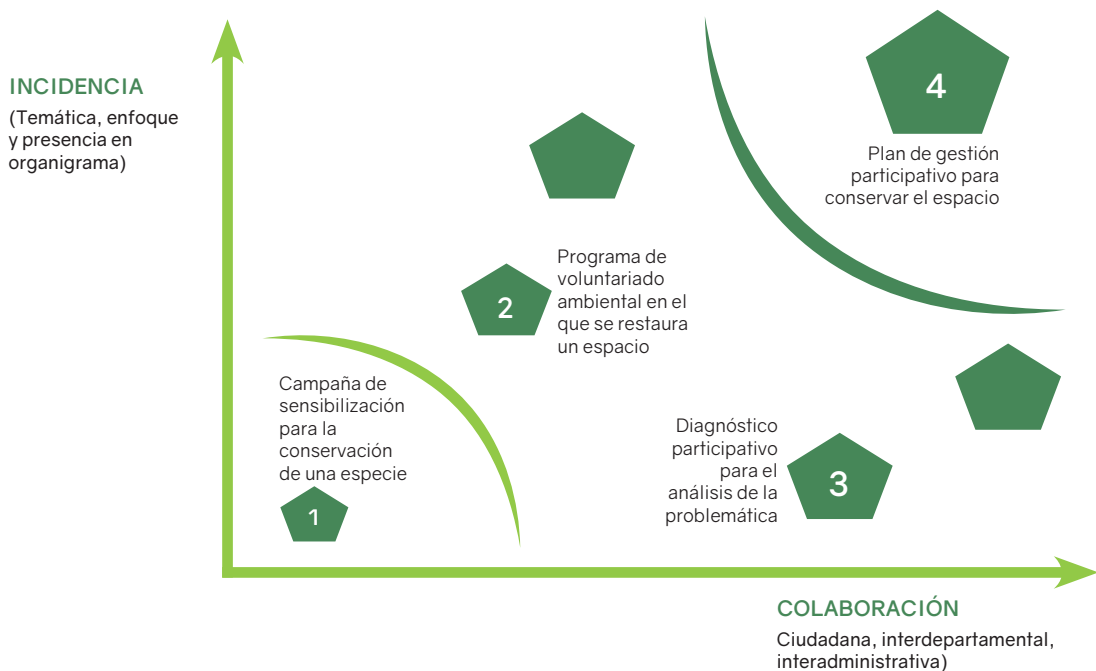 INCIDENCIA
(Temática, enfoque
y presencia en
organigrama)
4
Plan de gestión
participativo para
conservar el espacio
2
Programa de
voluntariado
ambiental en el
que se restaura
un espacio
Campaña de
sensibilización
para la
conservación
de una especie
1
Diagnóstico
participativo
para el
análisis de la
problemática
3
COLABORACIÓN
Ciudadana, interdepartamental,
interadministrativa)